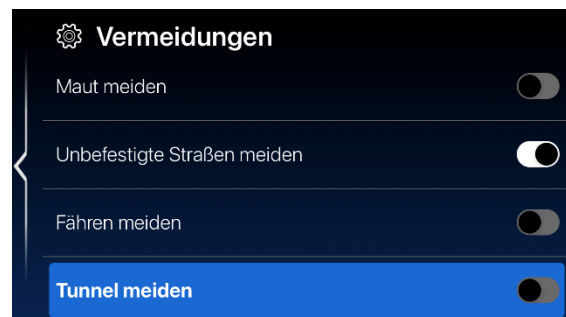 Vermeidungen
Maut meiden
Unbefestigte Straßen meiden
Fähren meiden
Tunnel meiden